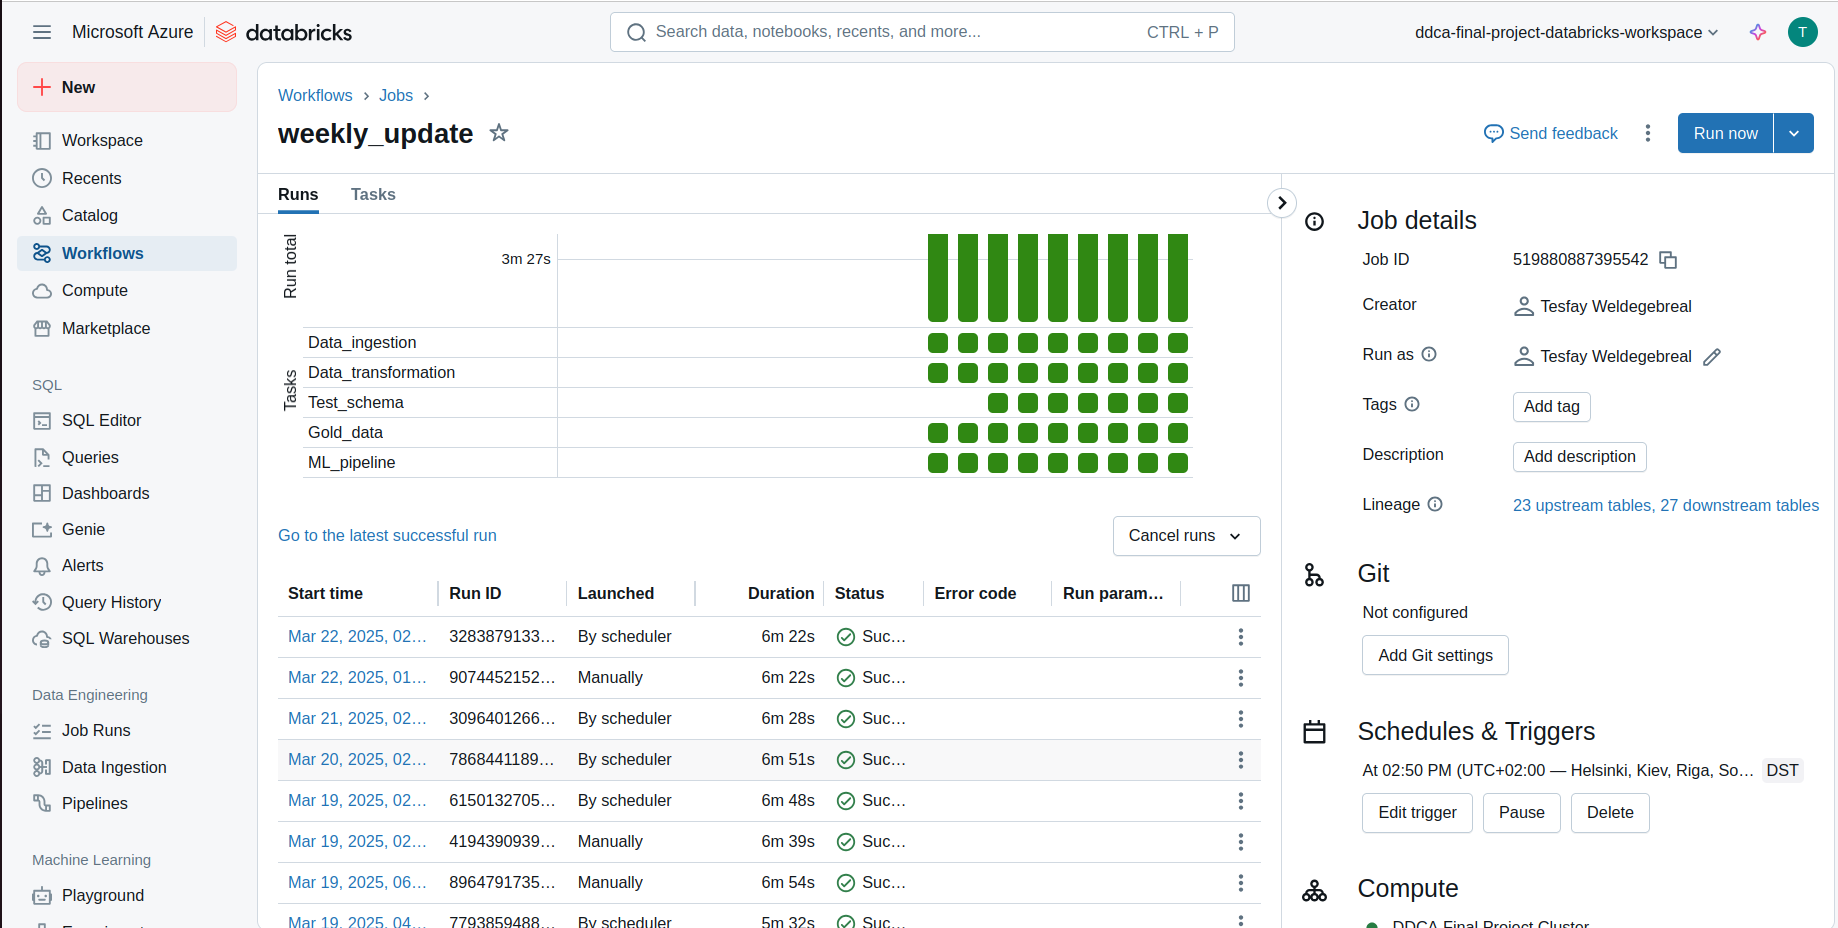 Microsoft Azure databricks
Search data, notebooks, recents, and more... CTRL + P
ddca-final-project-databricks-workspace
T
New
Workspace
Recents
Catalog
Workflows
Compute
Marketplace
SQL
SQL Editor
Queries
Dashboards
Genie
Alerts
Query History
SQL Warehouses
Data Engineering
Job Runs
Data Ingestion
Pipelines
Machine Learning
Playground
Workflows › Jobs ›
weekly_update
Send feedback
Run now
Runs Tasks
Run total
3m 27s
Tasks
Data_ingestion
Data_transformation
Test_schema
Gold_data
ML_pipeline
Go to the latest successful run
Cancel runs
Start time Run ID Launched Duration Status Error code Run param...
Mar 22, 2025, 02... 3283879133... By scheduler 6m 22s Suc...
Mar 22, 2025, 01... 9074452152... Manually 6m 22s Suc...
Mar 21, 2025, 02... 3096401266... By scheduler 6m 28s Suc...
Mar 20, 2025, 02... 7868441189... By scheduler 6m 51s Suc...
Mar 19, 2025, 02... 6150132705... By scheduler 6m 48s Suc...
Mar 19, 2025, 02... 4194390939... Manually 6m 39s Suc...
Mar 19, 2025, 06... 8964791735... Manually 6m 54s Suc...
Mar 19, 2025, 04... 7793859488... By scheduler 5m 32s Suc...
Job details
Job ID 519880887395542
Creator Tesfay Weldegebreal
Run as Tesfay Weldegebreal
Tags Add tag
Description Add description
Lineage 23 upstream tables, 27 downstream tables
Git
Not configured
Add Git settings
Schedules & Triggers
At 02:50 PM (UTC+02:00 — Helsinki, Kiev, Riga, So... DST
Edit trigger Pause Delete
Compute
DDCA Final Project Cluster